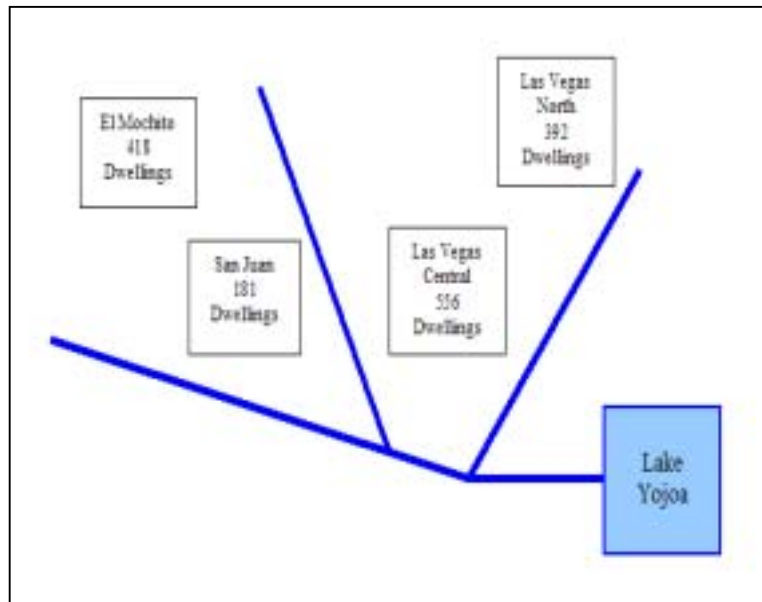 El Mochito
418
Dwellings
Las Vegas
North
392
Dwellings
San Juan
181
Dwellings
Las Vegas
Central
556
Dwellings
Lake
Yojoa